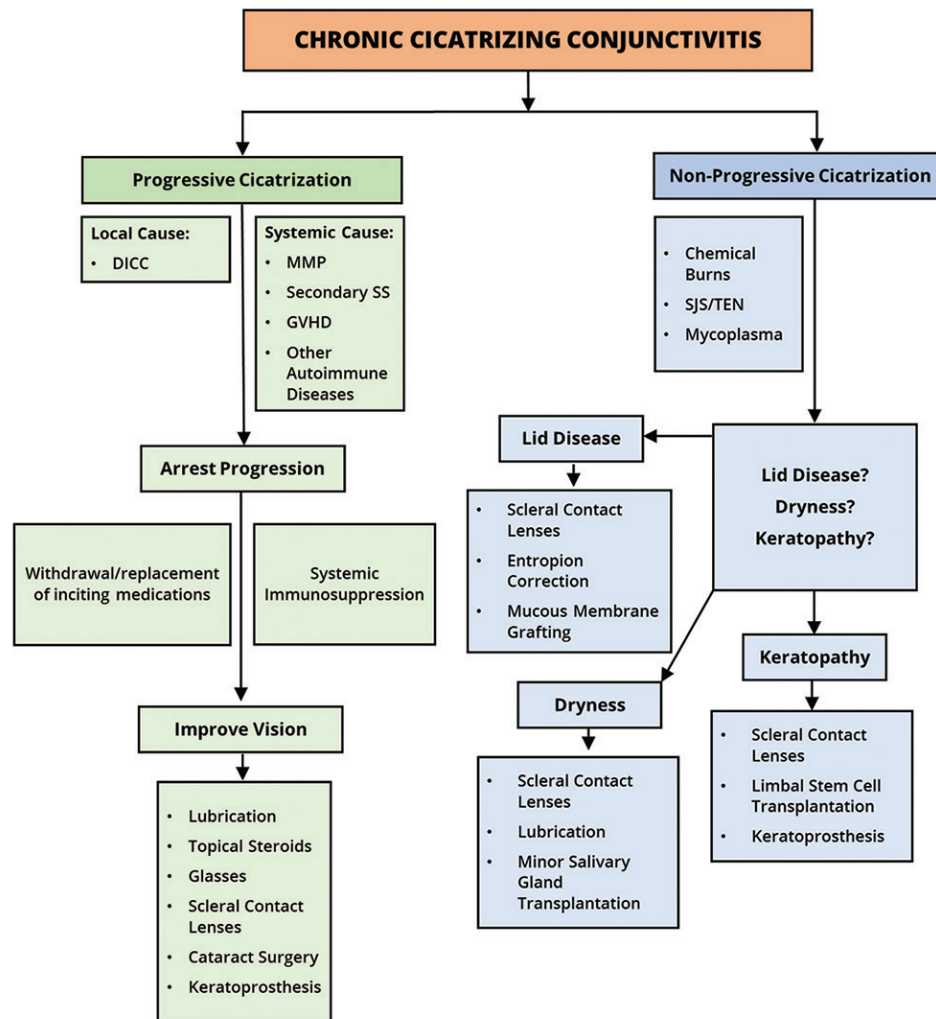 CHRONIC CICATRIZING CONJUNCTIVITIS
Progressive Cicatrization
Local Cause:
• DICC
Systemic Cause:
• MMP
• Secondary SS
• GVHD
• Other
Autoimmune
Diseases
Arrest Progression
Withdrawal/replacement
of inciting medications
Systemic
Immunosuppression
Improve Vision
• Lubrication
• Topical Steroids
• Glasses
• Scleral Contact
Lenses
• Cataract Surgery
• Keratoprosthesis
Non-Progressive Cicatrization
• Chemical
Burns
• SJS/TEN
• Mycoplasma
Lid Disease?
Dryness?
Keratopathy?
Lid Disease
• Scleral Contact
Lenses
• Entropion
Correction
• Mucous Membrane
Grafting
Dryness
• Scleral Contact
Lenses
• Lubrication
• Minor Salivary
Gland
Transplantation
Keratopathy
• Scleral Contact
Lenses
• Limbal Stem Cell
Transplantation
• Keratoprosthesis